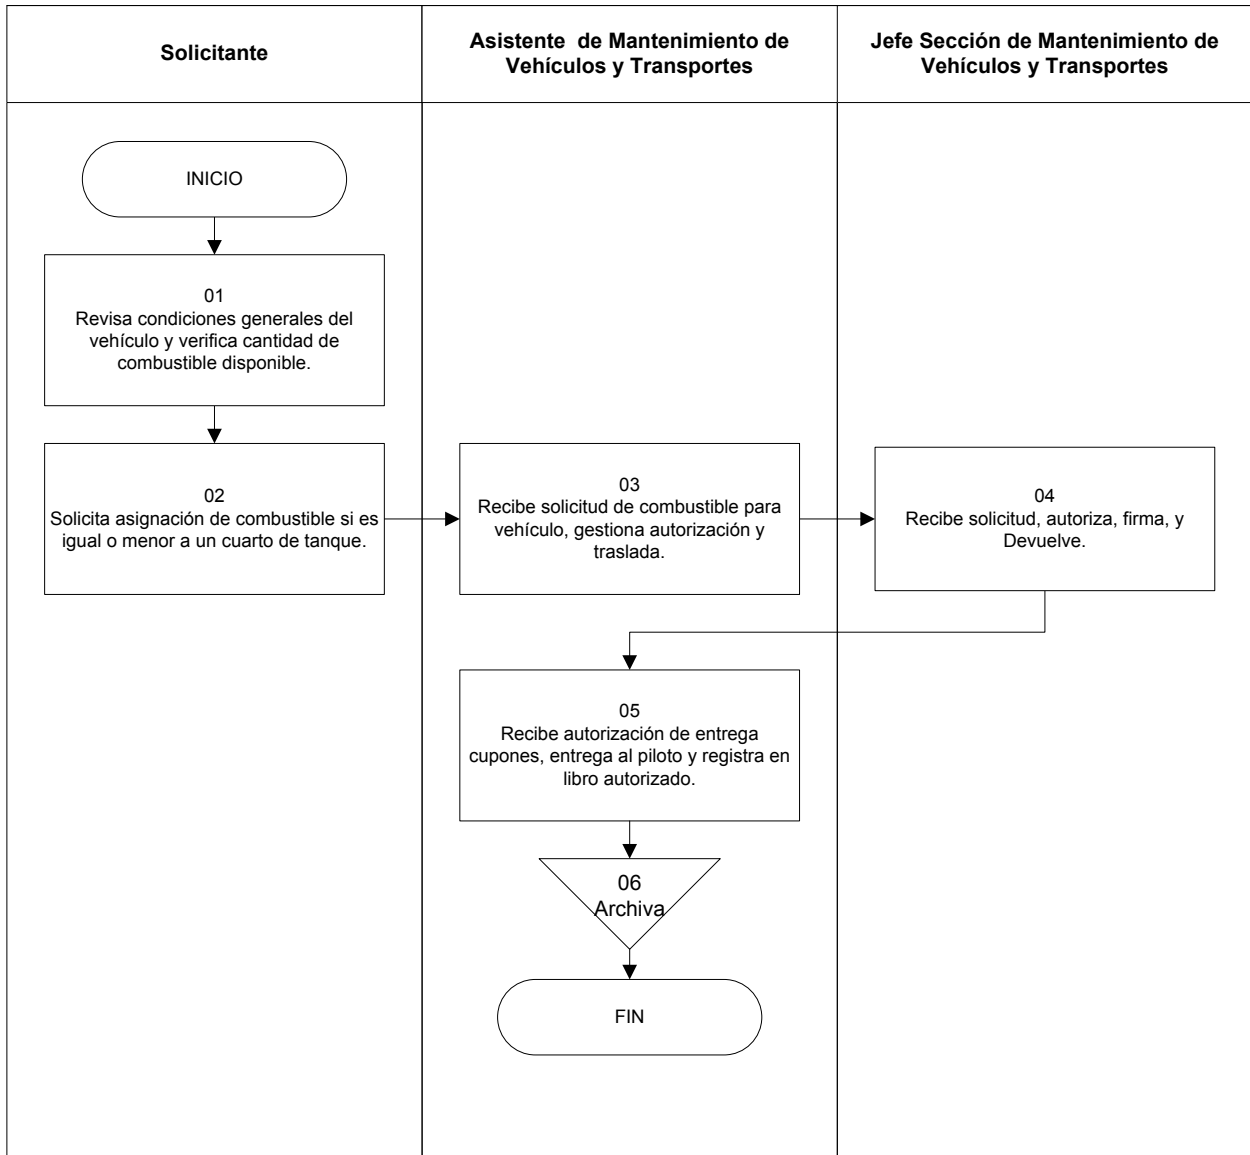 Solicitante
Asistente de Mantenimiento de
Vehículos y Transportes
Jefe Sección de Mantenimiento de
Vehículos y Transportes
INICIO
01
Revisa condiciones generales del
vehículo y verifica cantidad de
combustible disponible.
02
Solicita asignación de combustible si es
igual o menor a un cuarto de tanque.
03
Recibe solicitud de combustible para
vehículo, gestiona autorización y
traslada.
04
Recibe solicitud, autoriza, firma, y
Devuelve.
05
Recibe autorización de entrega
cupones, entrega al piloto y registra en
libro autorizado.
06
Archiva
FIN